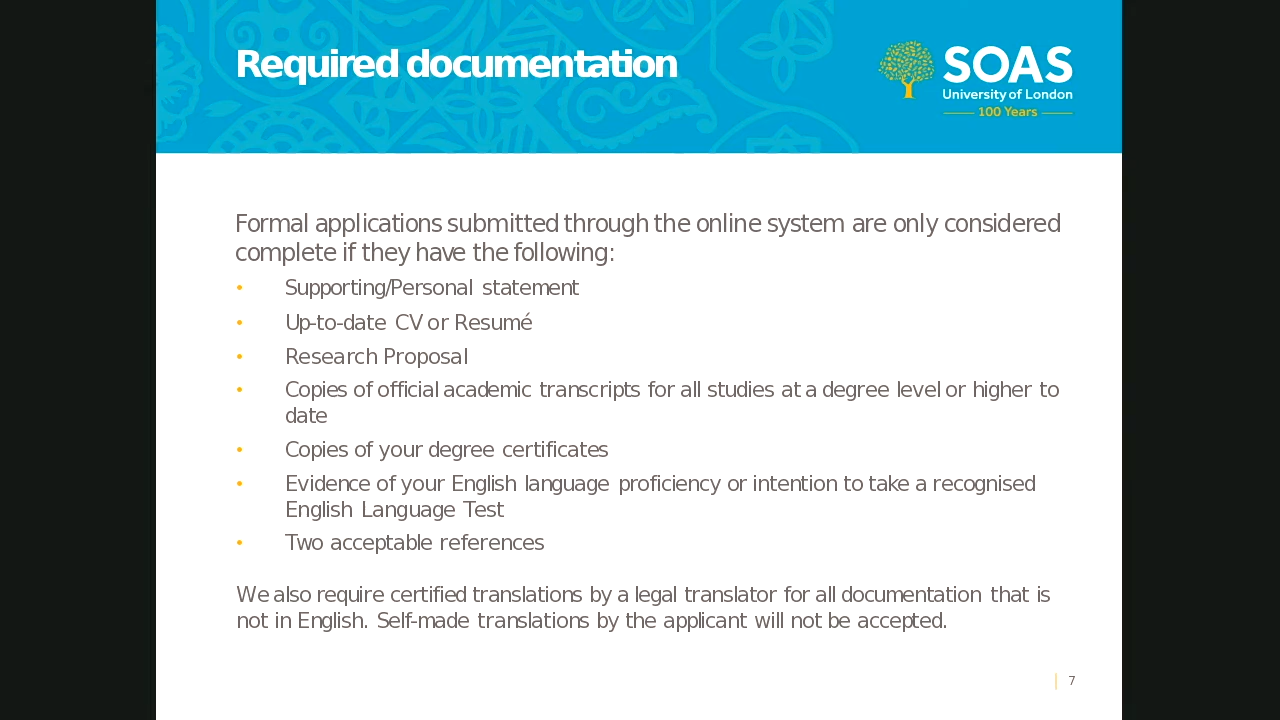 Required documentation
SOAS
University of London
100 Years
Formal applications submitted through the online system are only considered
complete if they have the following:
• Supporting/Personal statement
• Up-to-date CV or Resumé
• Research Proposal
• Copies of official academic transcripts for all studies at a degree level or higher to
date
• Copies of your degree certificates
• Evidence of your English language proficiency or intention to take a recognised
English Language Test
• Two acceptable references
We also require certified translations by a legal translator for all documentation that is
not in English. Self-made translations by the applicant will not be accepted.
7